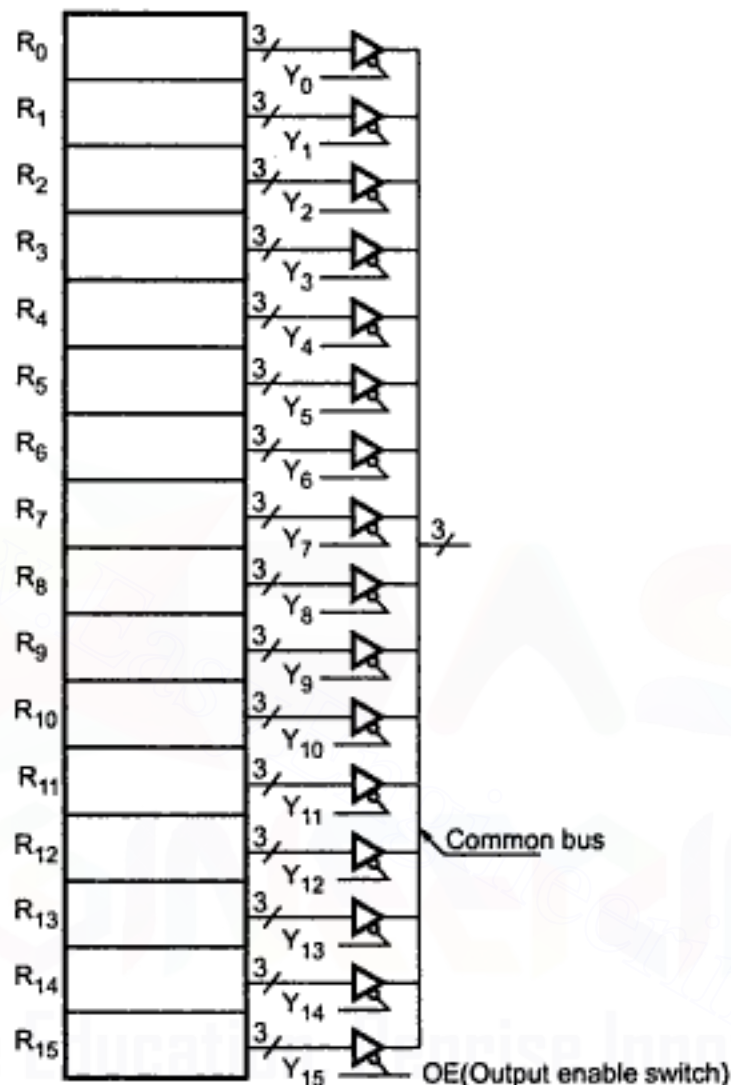 R0 3
Y0
R1 3
Y1
R2 3
Y2
R3 3
Y3
R4 3
Y4
R5 3
Y5
R6 3
Y6
R7 3
Y7 3
R8 3
Y8
R9 3
Y9
R10 3
Y10
R11 3
Y11
Common bus
R12 3
Y12
R13 3
Y13
R14 3
Y14
R15 3
Y15 OE(Output enable switch)